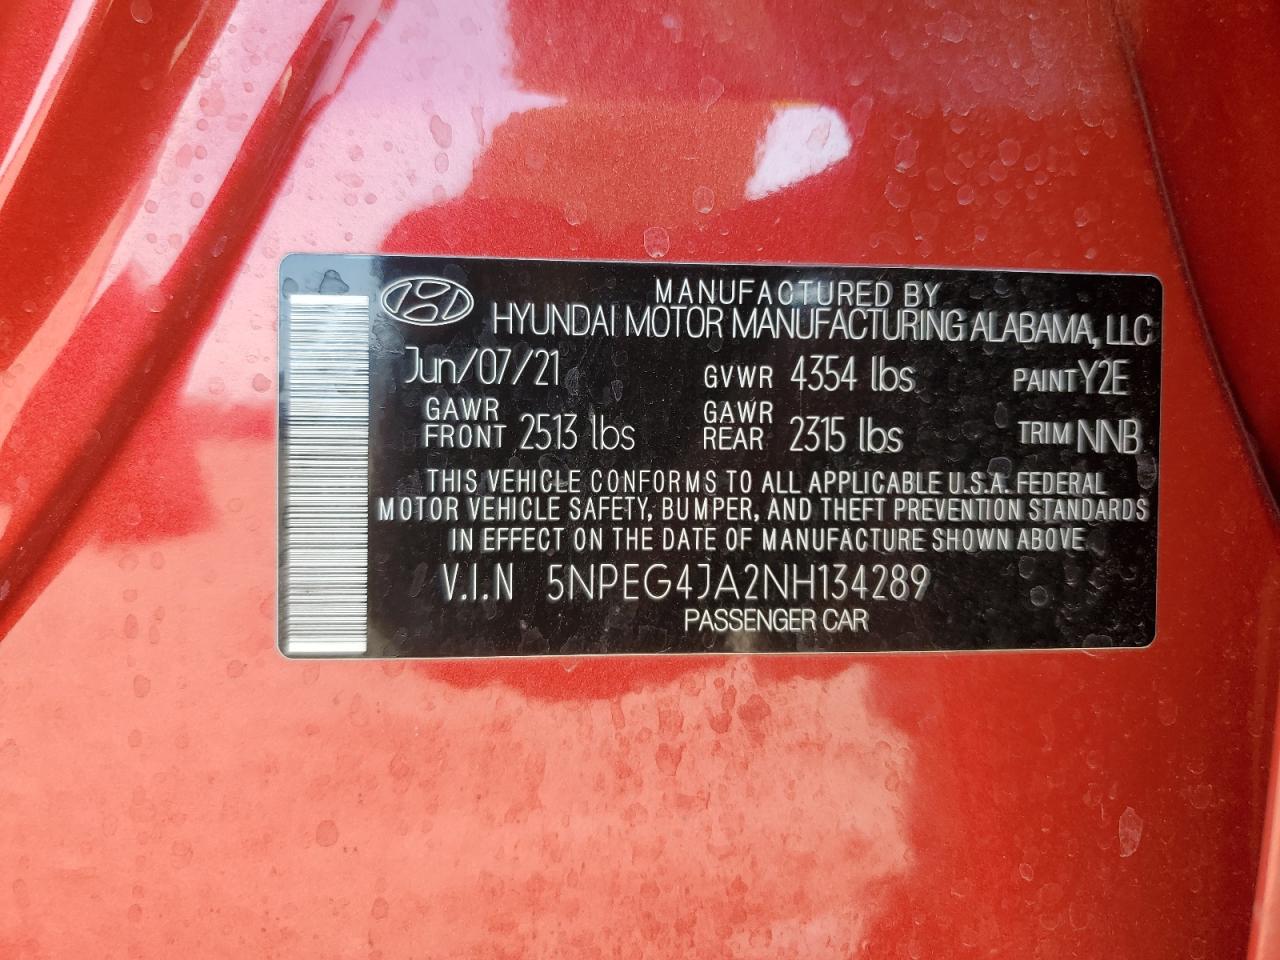 MANUFACTURED BY
HYUNDAI MOTOR MANUFACTURING ALABAMA, LLC
Jun/07/21 GVWR 4354 lbs PAINT Y2E
GAWR FRONT 2513 lbs GAWR REAR 2315 lbs TRIM NNB
THIS VEHICLE CONFORMS TO ALL APPLICABLE U.S.A. FEDERAL
MOTOR VEHICLE SAFETY, BUMPER, AND THEFT PREVENTION STANDARDS
IN EFFECT ON THE DATE OF MANUFACTURE SHOWN ABOVE
V.I.N 5NPEG4JA2NH134289
PASSENGER CAR